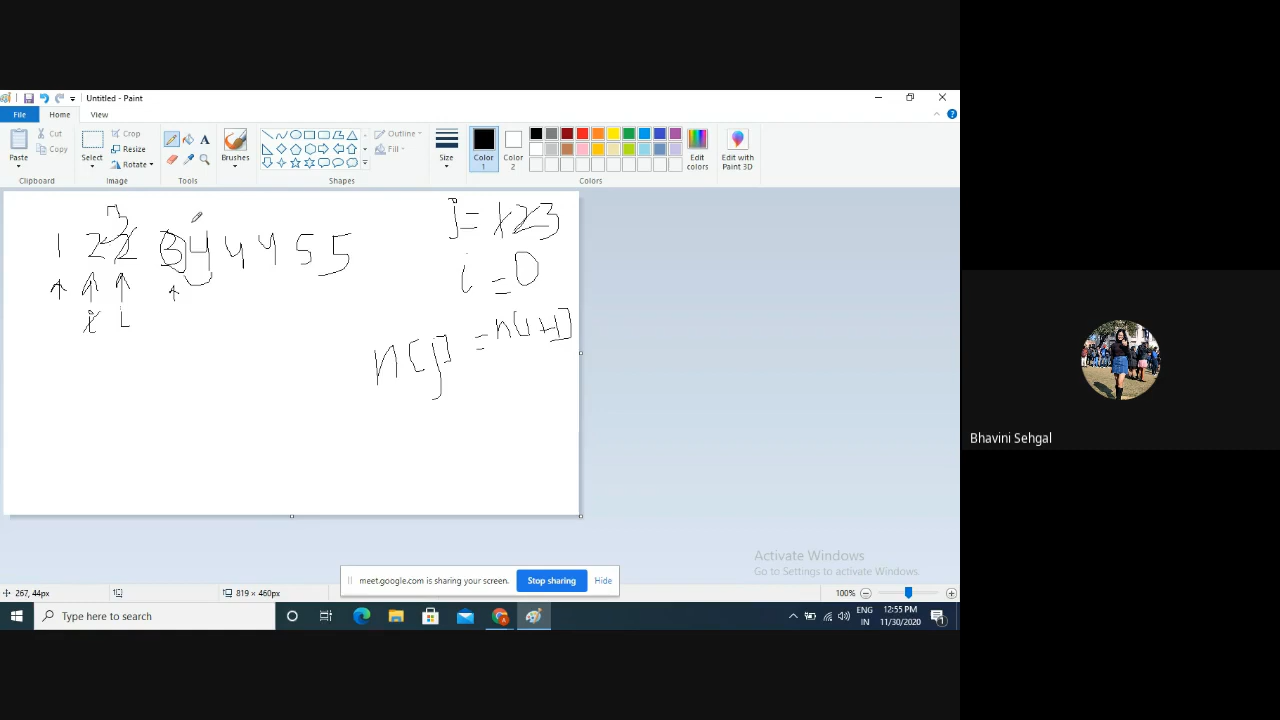 Untitled - Paint
File
Home
View
Paste
Cut
Copy
Clipboard
Select
Crop
Resize
Rotate
Image
A
Tools
Brushes
Outline
Fill
Shapes
Size
Color 1
Color 2
Edit colors
Colors
Edit with Paint 3D
3
1 2 2 3 4 4 4 5 5
i
j = 1 2 3
i = 0
n[j] = n[i+1]
Bhavini Sehgal
Activate Windows
Go to Settings to activate Windows.
meet.google.com is sharing your screen.
Stop sharing
Hide
267, 44px
819 × 460px
100%
Type here to search
ENG
IN
12:55 PM
11/30/2020
1